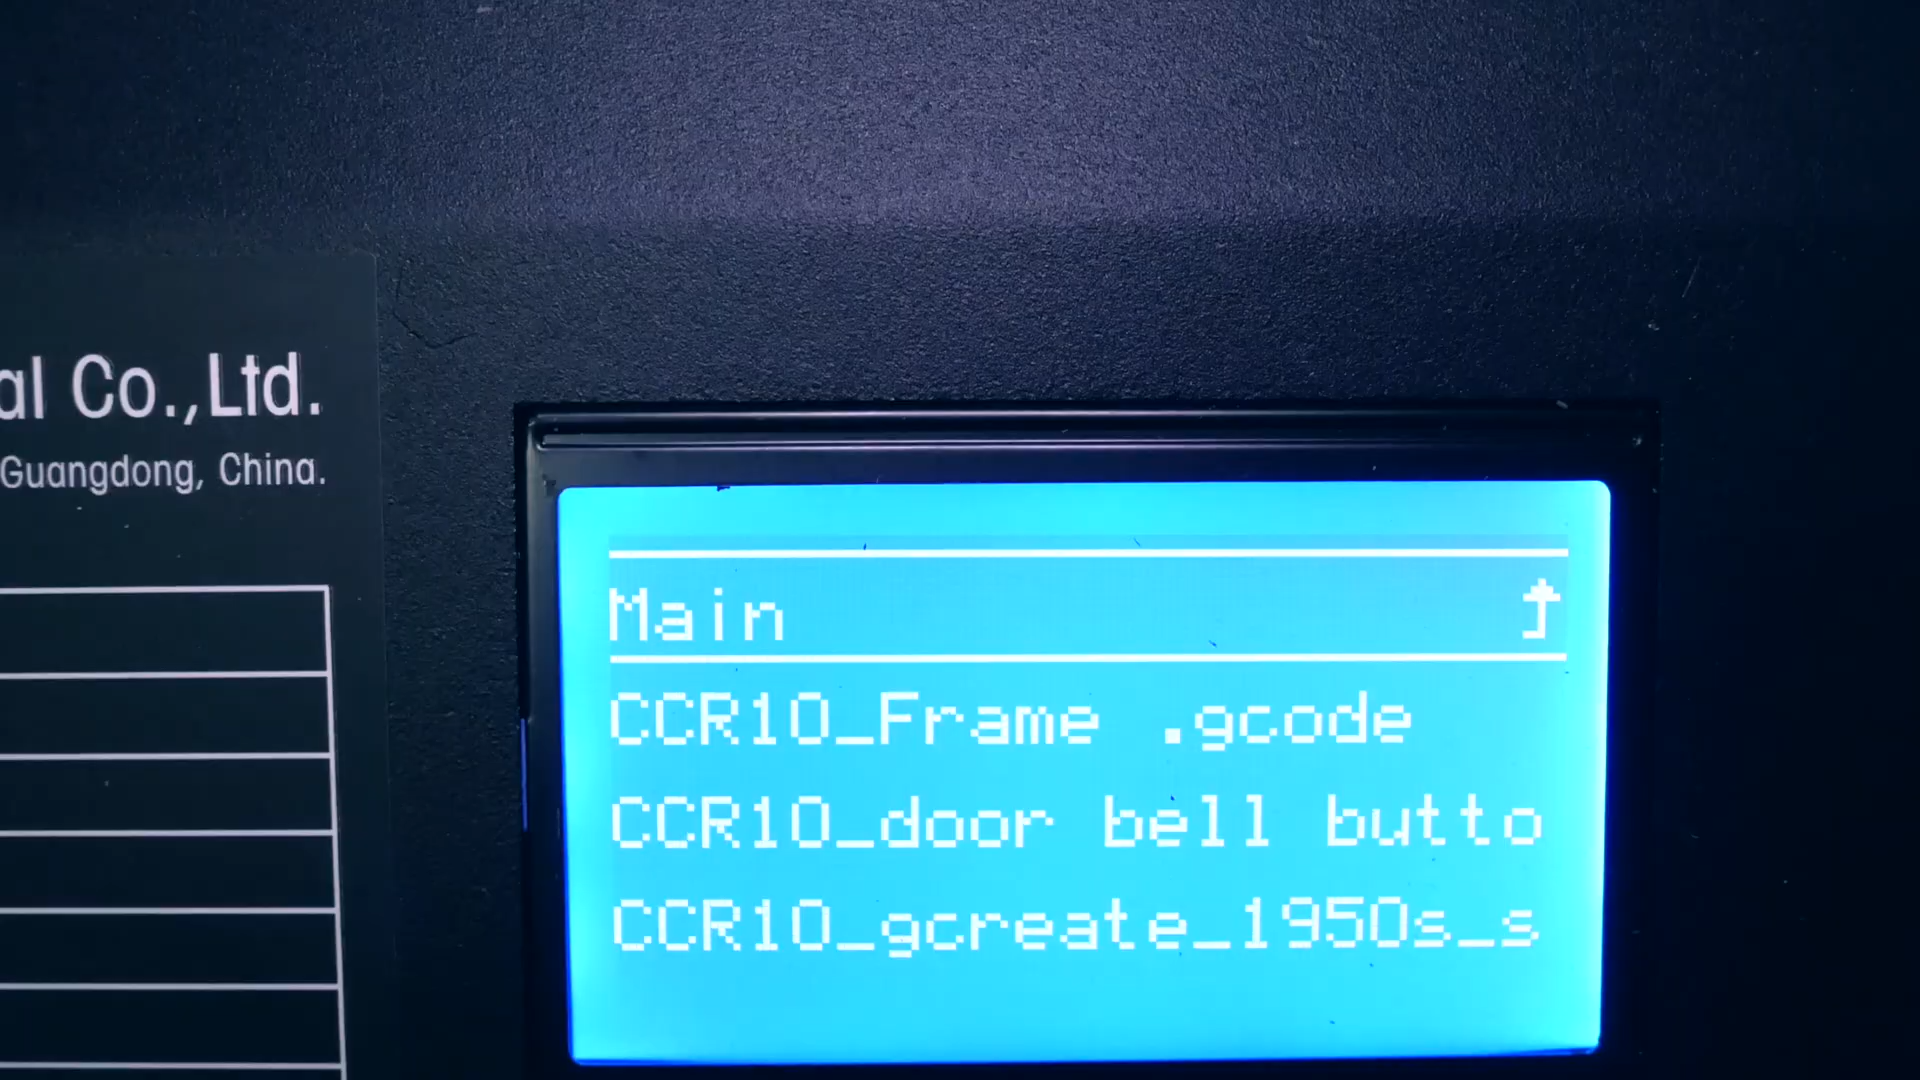 al Co.,Ltd.
Guangdong, China.
Main
CCR10_Frame .gcode
CCR10_door bell butto
CCR10_gcreate_1950s_s